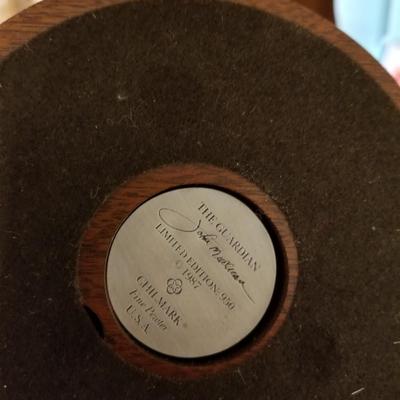 THE GUARDIAN
LIMITED EDITION: 950
© 1987
CHILMARK®
Fine Pewter
U.S.A.